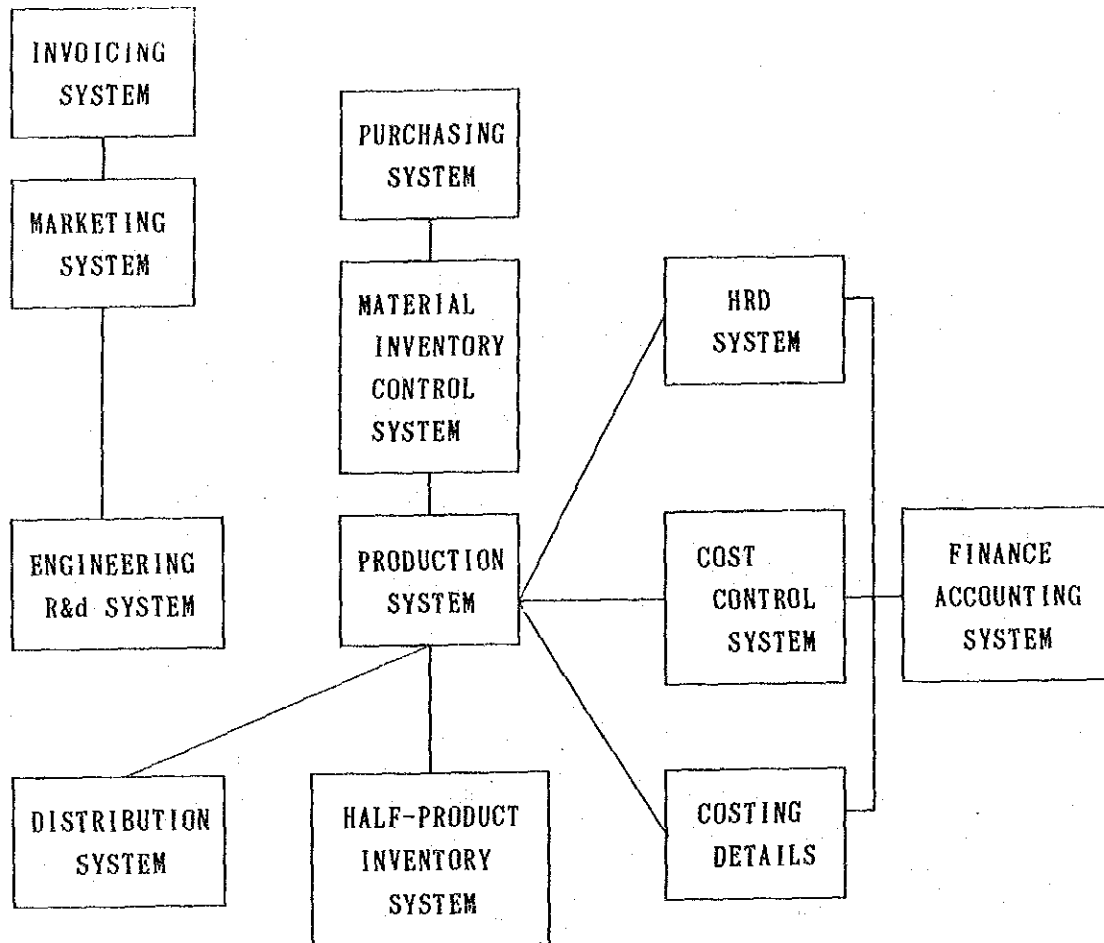 INVOICING
SYSTEM
MARKETING
SYSTEM
ENGINEERING
R&d SYSTEM
DISTRIBUTION
SYSTEM
PURCHASING
SYSTEM
MATERIAL
INVENTORY
CONTROL
SYSTEM
PRODUCTION
SYSTEM
HALF-PRODUCT
INVENTORY
SYSTEM
HRD
SYSTEM
COST
CONTROL
SYSTEM
COSTING
DETAILS
FINANCE
ACCOUNTING
SYSTEM